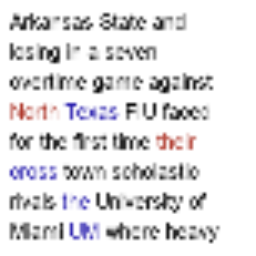 Arkansas State and
losing in a seven
overtime game against
North Texas FIU faced
for the first time their
cross town scholastic
rivals the University of
Miami UM where heavy